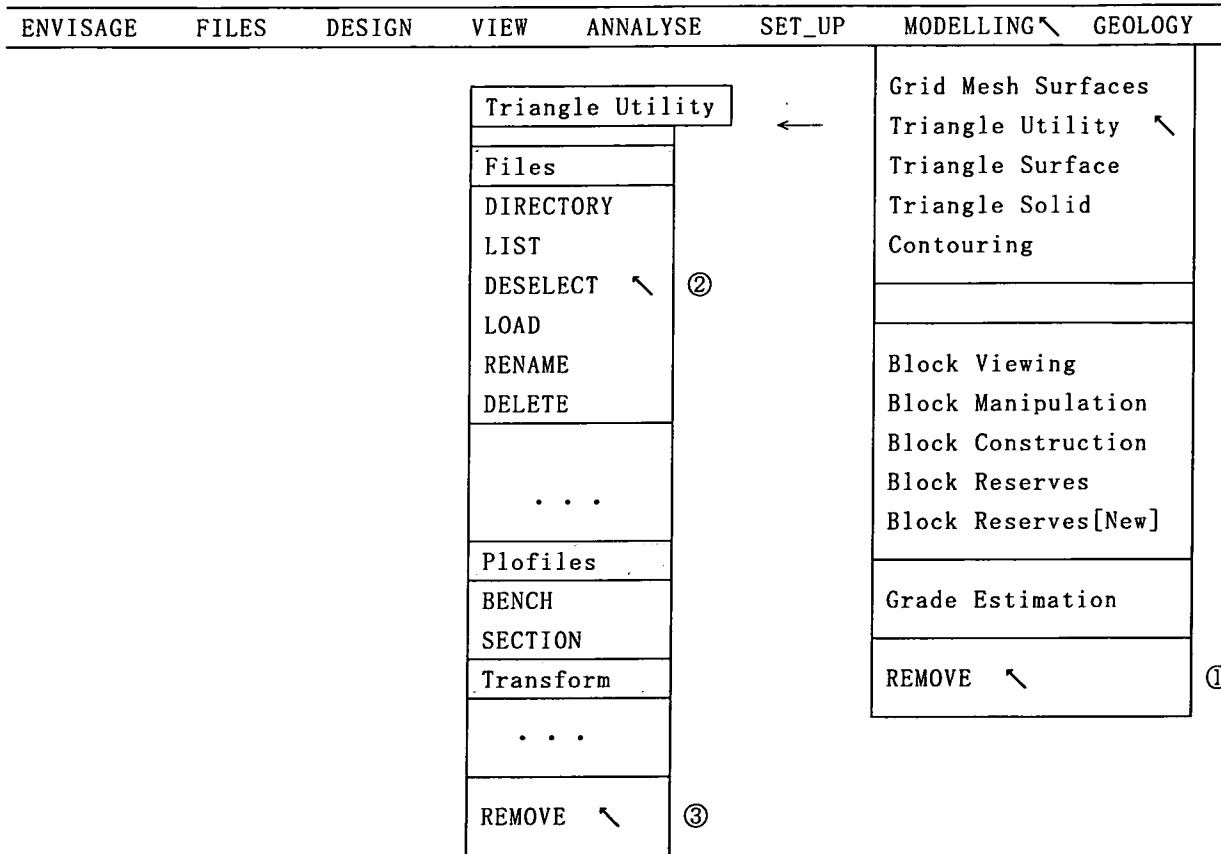 ENVISAGE FILES DESIGN VIEW ANNALYSE SET_UP MODELLING↖ GEOLOGY
Triangle Utility
←
Files
DIRECTORY
LIST
DESELECT ↖ ②
LOAD
RENAME
DELETE
. . .
Plofiles
BENCH
SECTION
Transform
. . .
REMOVE ↖ ③
Grid Mesh Surfaces
Triangle Utility ↖
Triangle Surface
Triangle Solid
Contouring
Block Viewing
Block Manipulation
Block Construction
Block Reserves
Block Reserves[New]
Grade Estimation
REMOVE ↖ ①